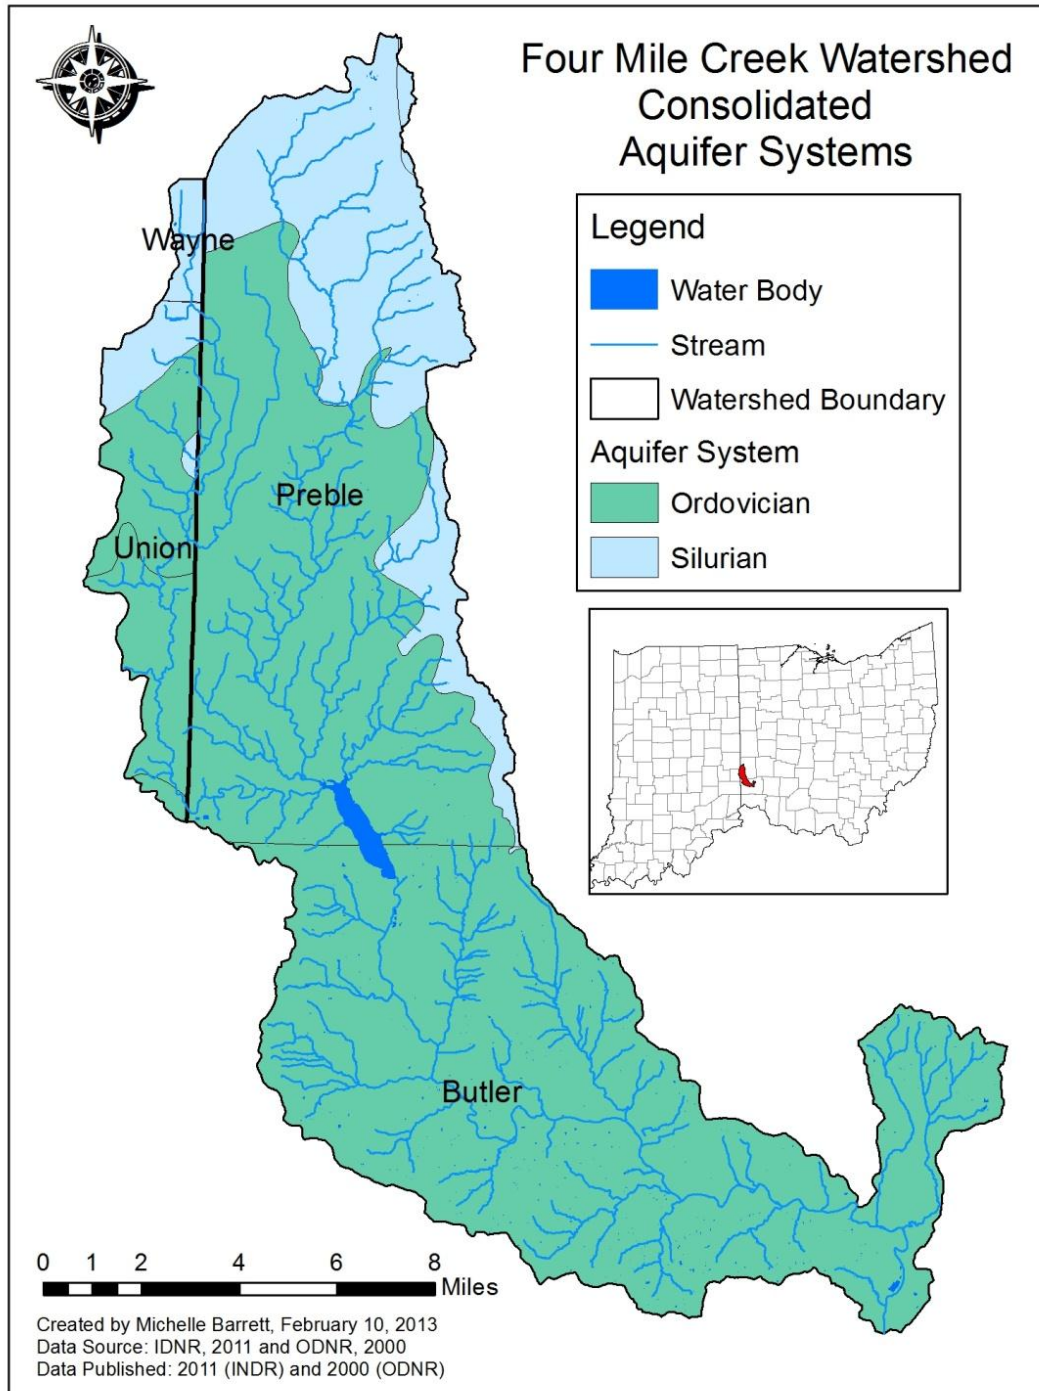 Four Mile Creek Watershed
Consolidated
Aquifer Systems
Legend
Water Body
Stream
Watershed Boundary
Aquifer System
Ordovician
Silurian
Wayne
Preble
Union
Butler
0 1 2 4 6 8
Miles
Created by Michelle Barrett, February 10, 2013
Data Source: IDNR, 2011 and ODNR, 2000
Data Published: 2011 (INDR) and 2000 (ODNR)